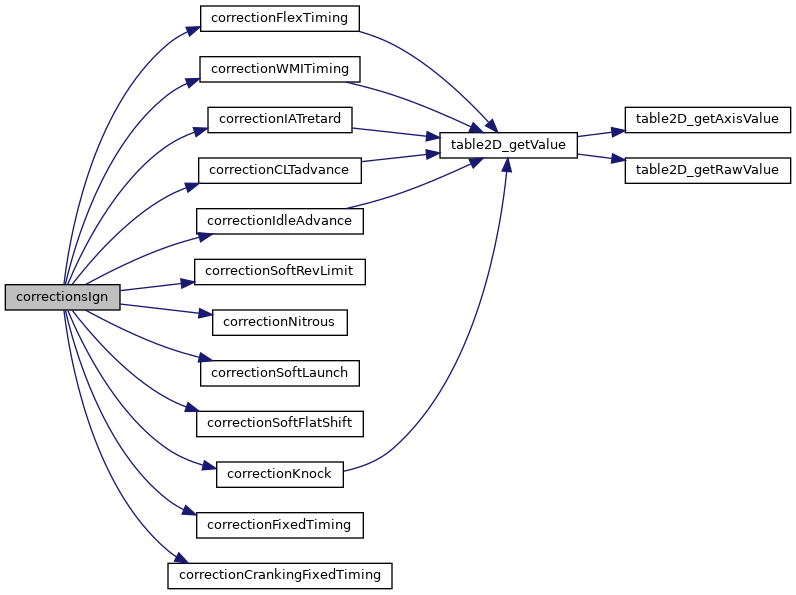 correctionFlexTiming
correctionWMITiming
correctionIATretard
correctionCLTadvance
correctionIdleAdvance
correctionSoftRevLimit
correctionNitrous
correctionSoftLaunch
correctionSoftFlatShift
correctionKnock
correctionFixedTiming
correctionCrankingFixedTiming
correctionsIgn
table2D_getValue
table2D_getAxisValue
table2D_getRawValue